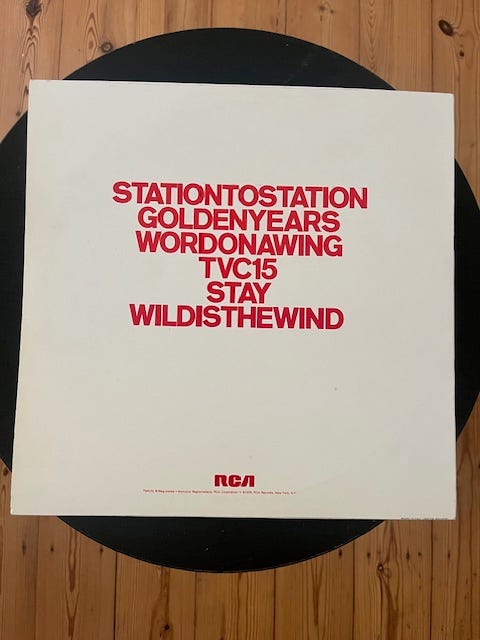 STATIONTOSTATION
GOLDENYEARS
WORDONAWING
TVC15
STAY
WILDISTHEWIND
RCA